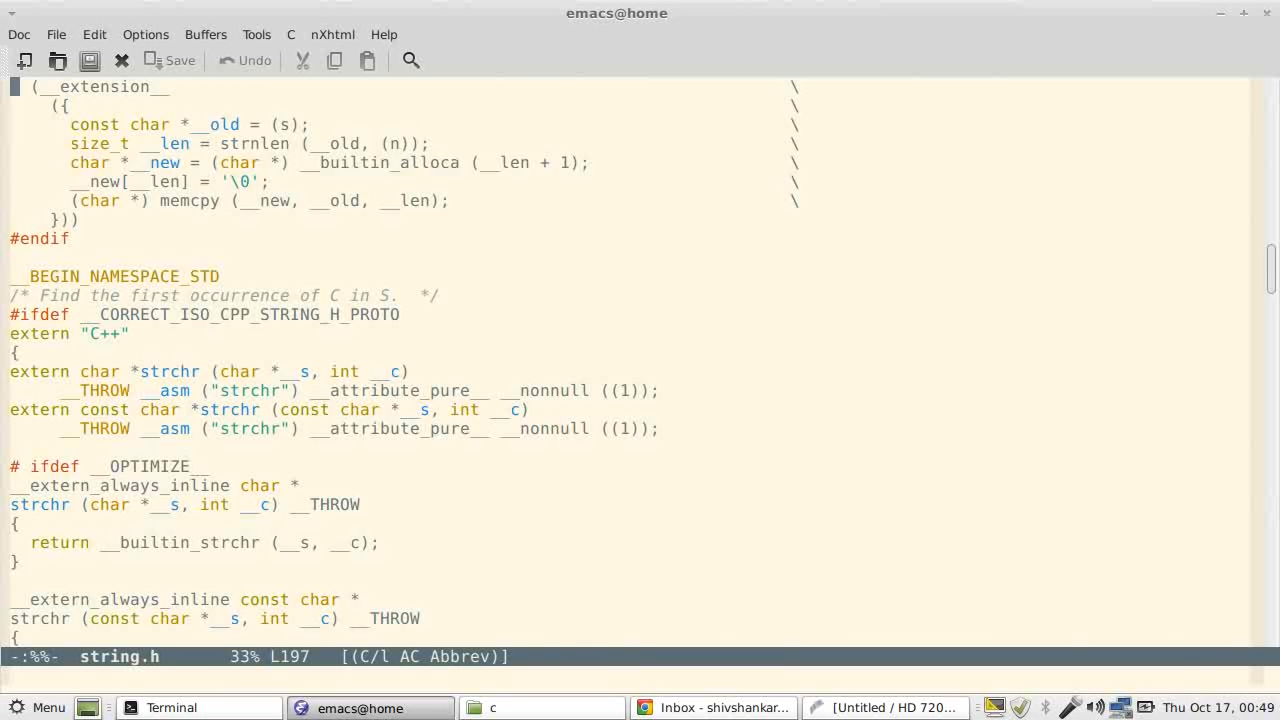 emacs@home
Doc File Edit Options Buffers Tools C nXhtml Help
Save Undo
(__extension__ \
({ \
const char *__old = (s); \
size_t __len = strnlen (__old, (n)); \
char *__new = (char *) __builtin_alloca (__len + 1); \
__new[__len] = '\0'; \
(char *) memcpy (__new, __old, __len); \
}))
#endif
__BEGIN_NAMESPACE_STD
/* Find the first occurrence of C in S.  */
#ifdef __CORRECT_ISO_CPP_STRING_H_PROTO
extern "C++"
{
extern char *strchr (char *__s, int __c)
__THROW __asm ("strchr") __attribute_pure__ __nonnull ((1));
extern const char *strchr (const char *__s, int __c)
__THROW __asm ("strchr") __attribute_pure__ __nonnull ((1));
# ifdef __OPTIMIZE__
__extern_always_inline char *
strchr (char *__s, int __c) __THROW
{
return __builtin_strchr (__s, __c);
}
__extern_always_inline const char *
strchr (const char *__s, int __c) __THROW
{
-:%%- string.h 33% L197 [(C/l AC Abbrev)]
Menu Terminal emacs@home c Inbox - shivshankar... [Untitled / HD 720... Thu Oct 17, 00:49